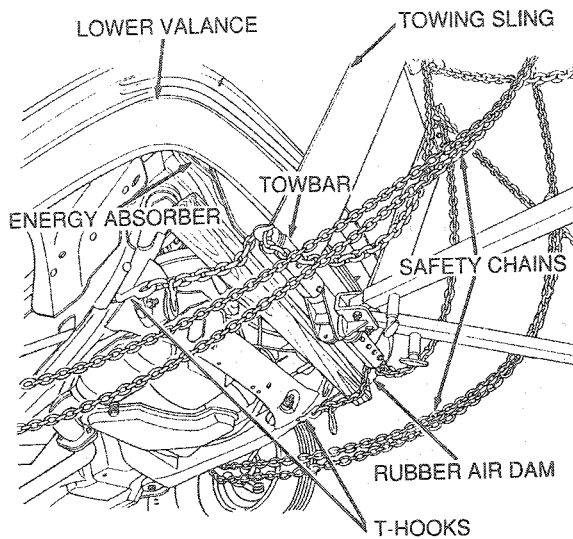 LOWER VALANCE
TOWING SLING
TOWBAR
ENERGY ABSORBER
SAFETY CHAINS
RUBBER AIR DAM
T-HOOKS